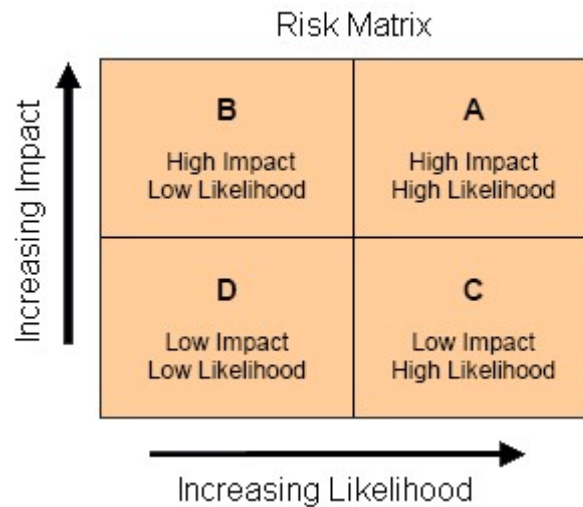 Risk Matrix
Increasing Impact
B
High Impact
Low Likelihood
A
High Impact
High Likelihood
D
Low Impact
Low Likelihood
C
Low Impact
High Likelihood
Increasing Likelihood